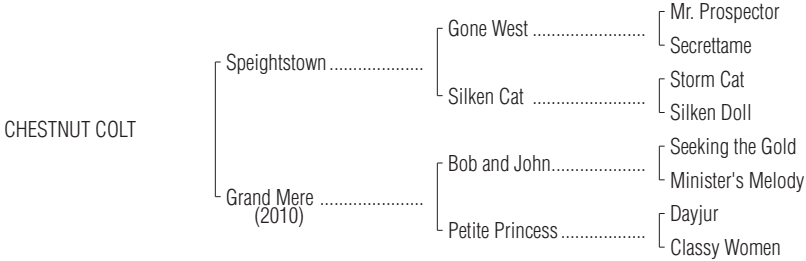 Mr. Prospector
Gone West ........................
Secrettame
Speightstown ....................
Storm Cat
Silken Cat ........................
Silken Doll
CHESTNUT COLT
Seeking the Gold
Bob and John....................
Minister's Melody
Grand Mere ......................
(2010)
Dayjur
Petite Princess ..................
Classy Women